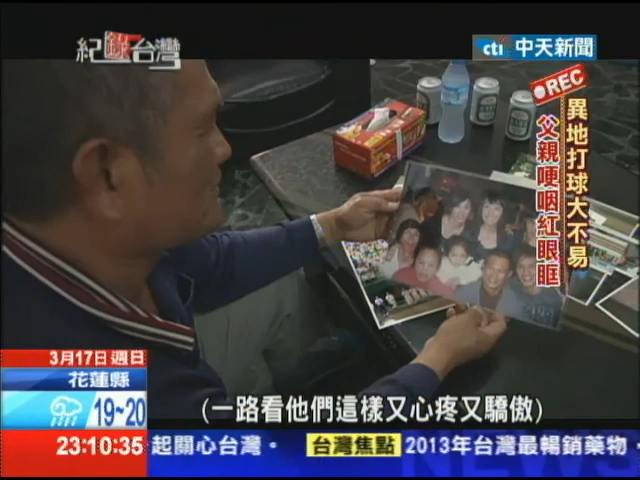 紀錄台灣
cti 中天新聞
REC
異地打球大不易
父親哽咽紅眼眶
(一路看他們這樣又心疼又驕傲)
3月17日 週日
花蓮縣
19~20
23:10:35
起關心台灣。 台灣焦點 2013年台灣最暢銷藥物，